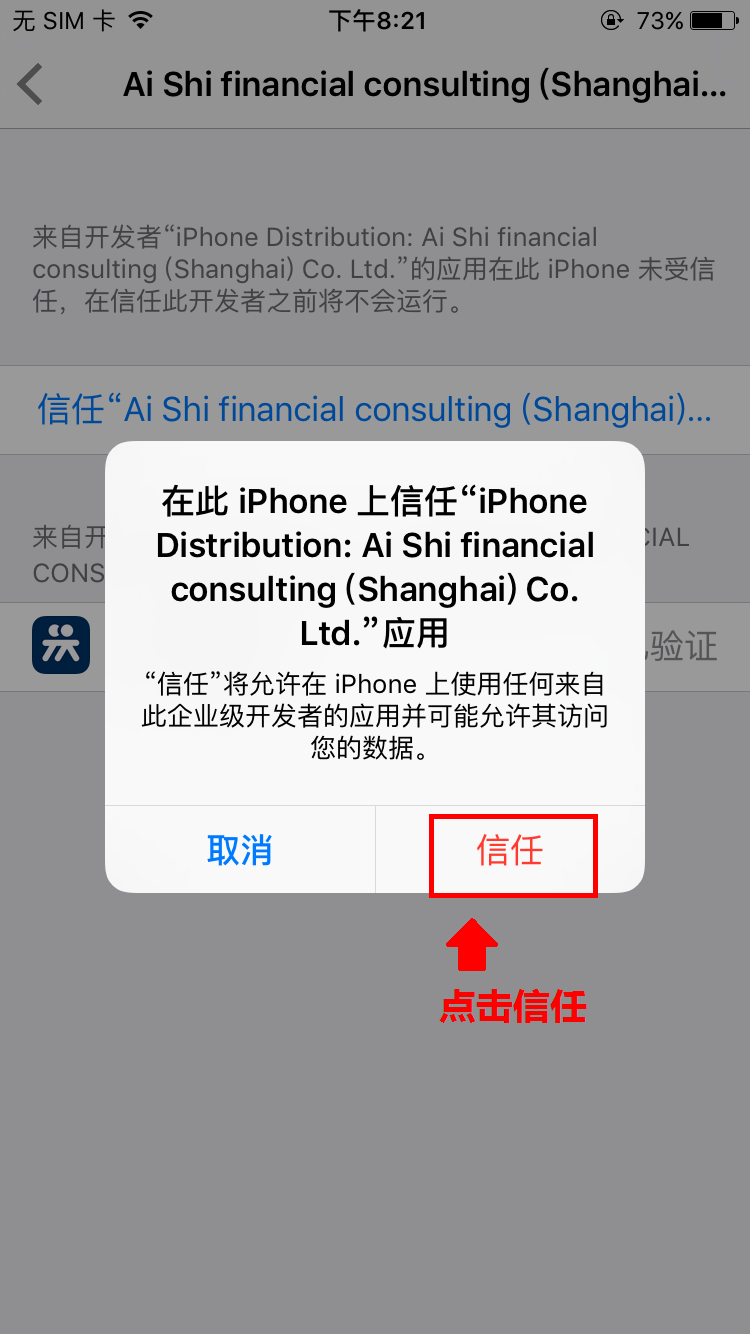 无 SIM 卡 下午8:21 73%
Ai Shi financial consulting (Shanghai...
来自开发者“iPhone Distribution: Ai Shi financial
consulting (Shanghai) Co. Ltd.”的应用在此 iPhone 未受信
任，在信任此开发者之前将不会运行。
信任“Ai Shi financial consulting (Shanghai)...
在此 iPhone 上信任“iPhone
Distribution: Ai Shi financial
consulting (Shanghai) Co.
Ltd.”应用
“信任”将允许在 iPhone 上使用任何来自
此企业级开发者的应用并可能允许其访问
您的数据。
来自开
CIAL
CONS
验证
取消 信任
点击信任